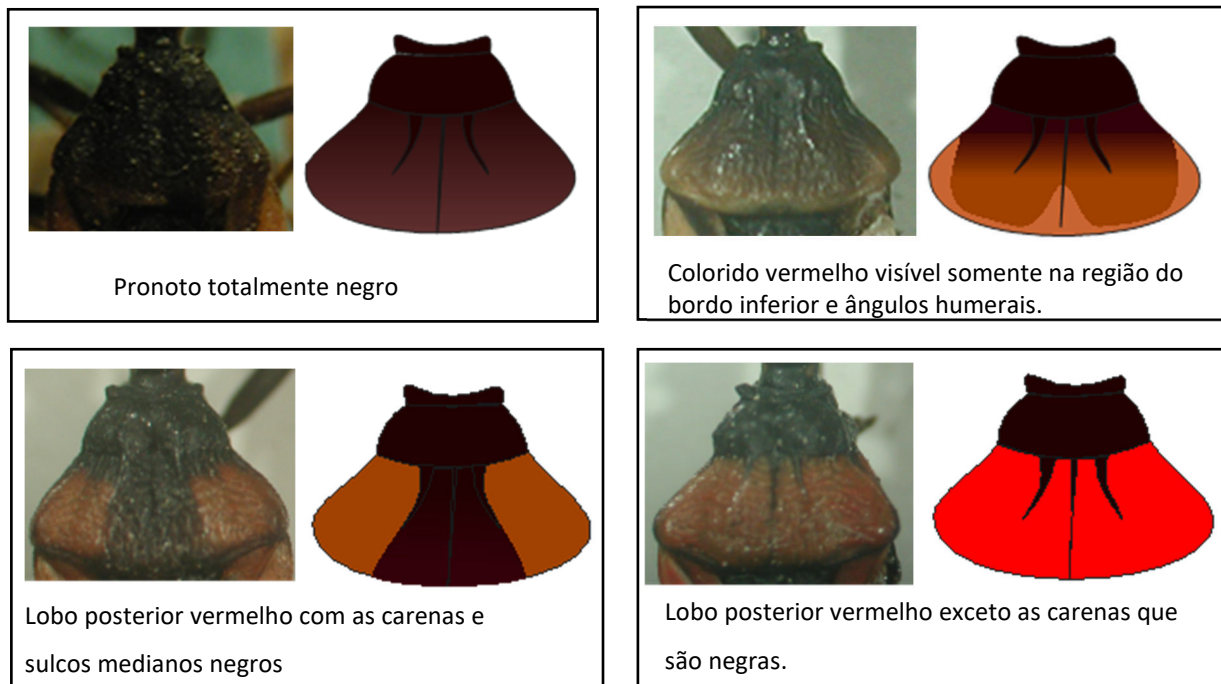 Pronoto totalmente negro
Colorido vermelho visível somente na região do
bordo inferior e ângulos humerais.
Lobo posterior vermelho com as carenas e
sulcos medianos negros
Lobo posterior vermelho exceto as carenas que
são negras.